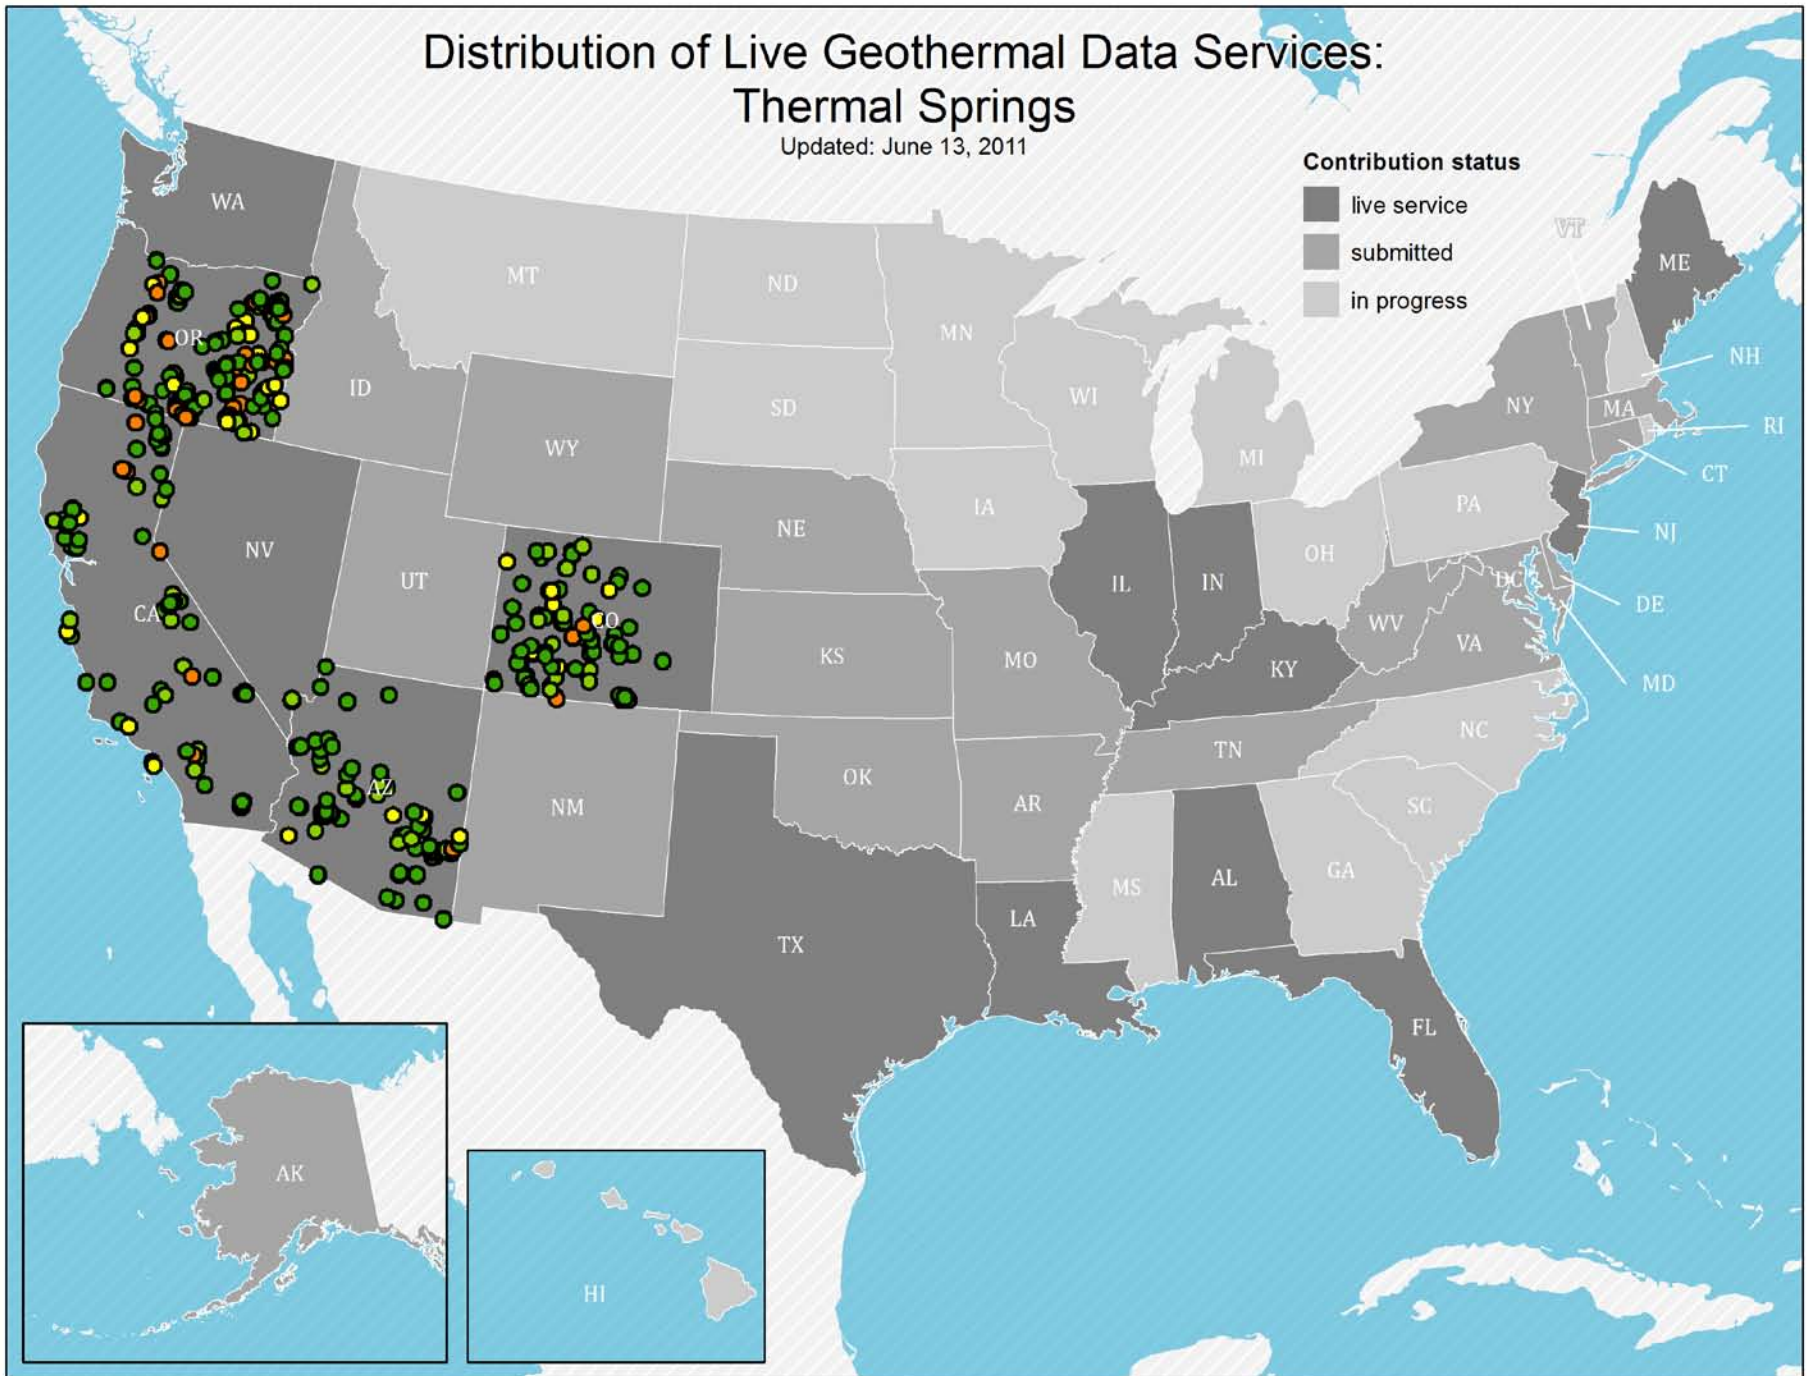 Distribution of Live Geothermal Data Services:
Thermal Springs
Updated: June 13, 2011
Contribution status
live service
submitted
in progress
WA
MT
ND
MN
VT
ME
OR
ID
SD
WI
MI
NY
MA
NH
RI
CT
WY
NE
IA
PA
NJ
NV
UT
CO
IL
IN
OH
DC
DE
WV
VA
MD
CA
KS
MO
KY
AZ
NM
OK
AR
TN
NC
SC
TX
LA
MS
AL
GA
FL
AK
HI